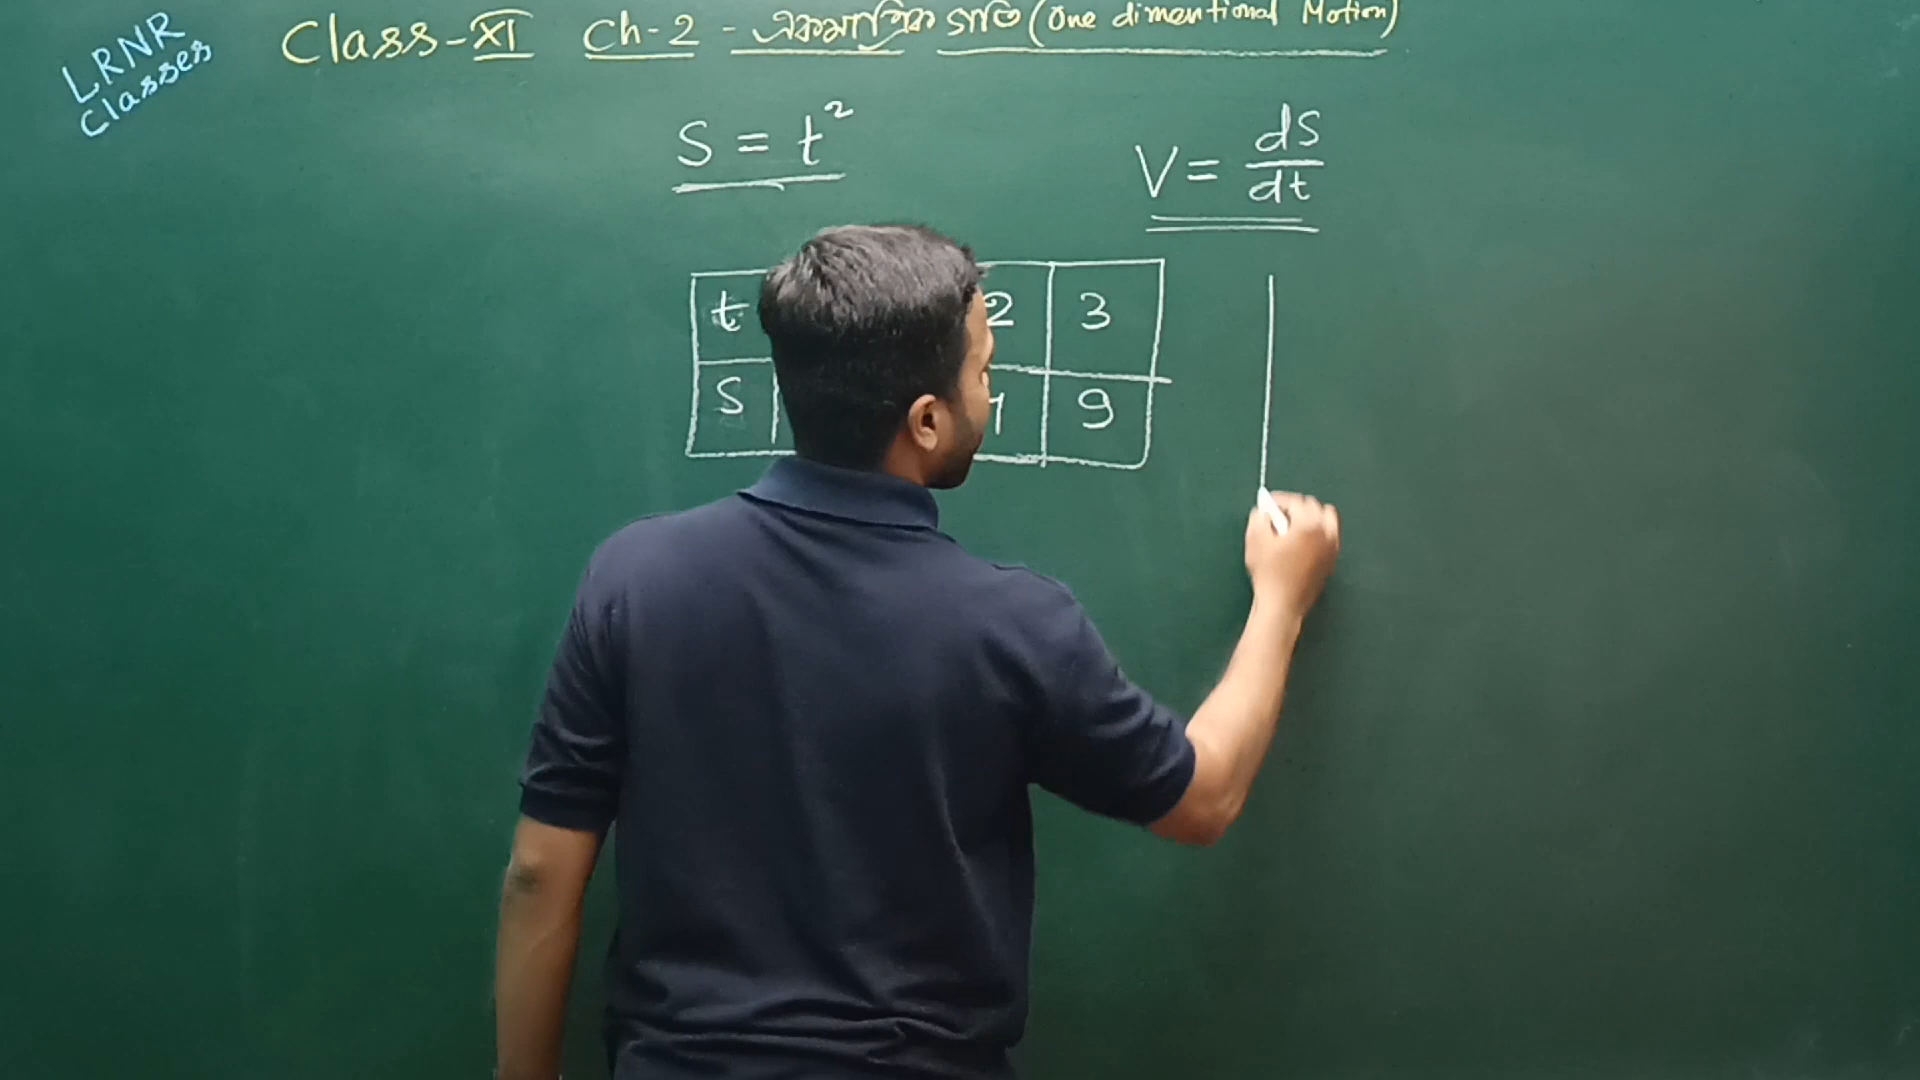 LRNR
Classes
Class-XI Ch-2 - একমাত্রিক গতি (One dimentional Motion)
S = t²
V = dS/dt
t 2 3
S 9